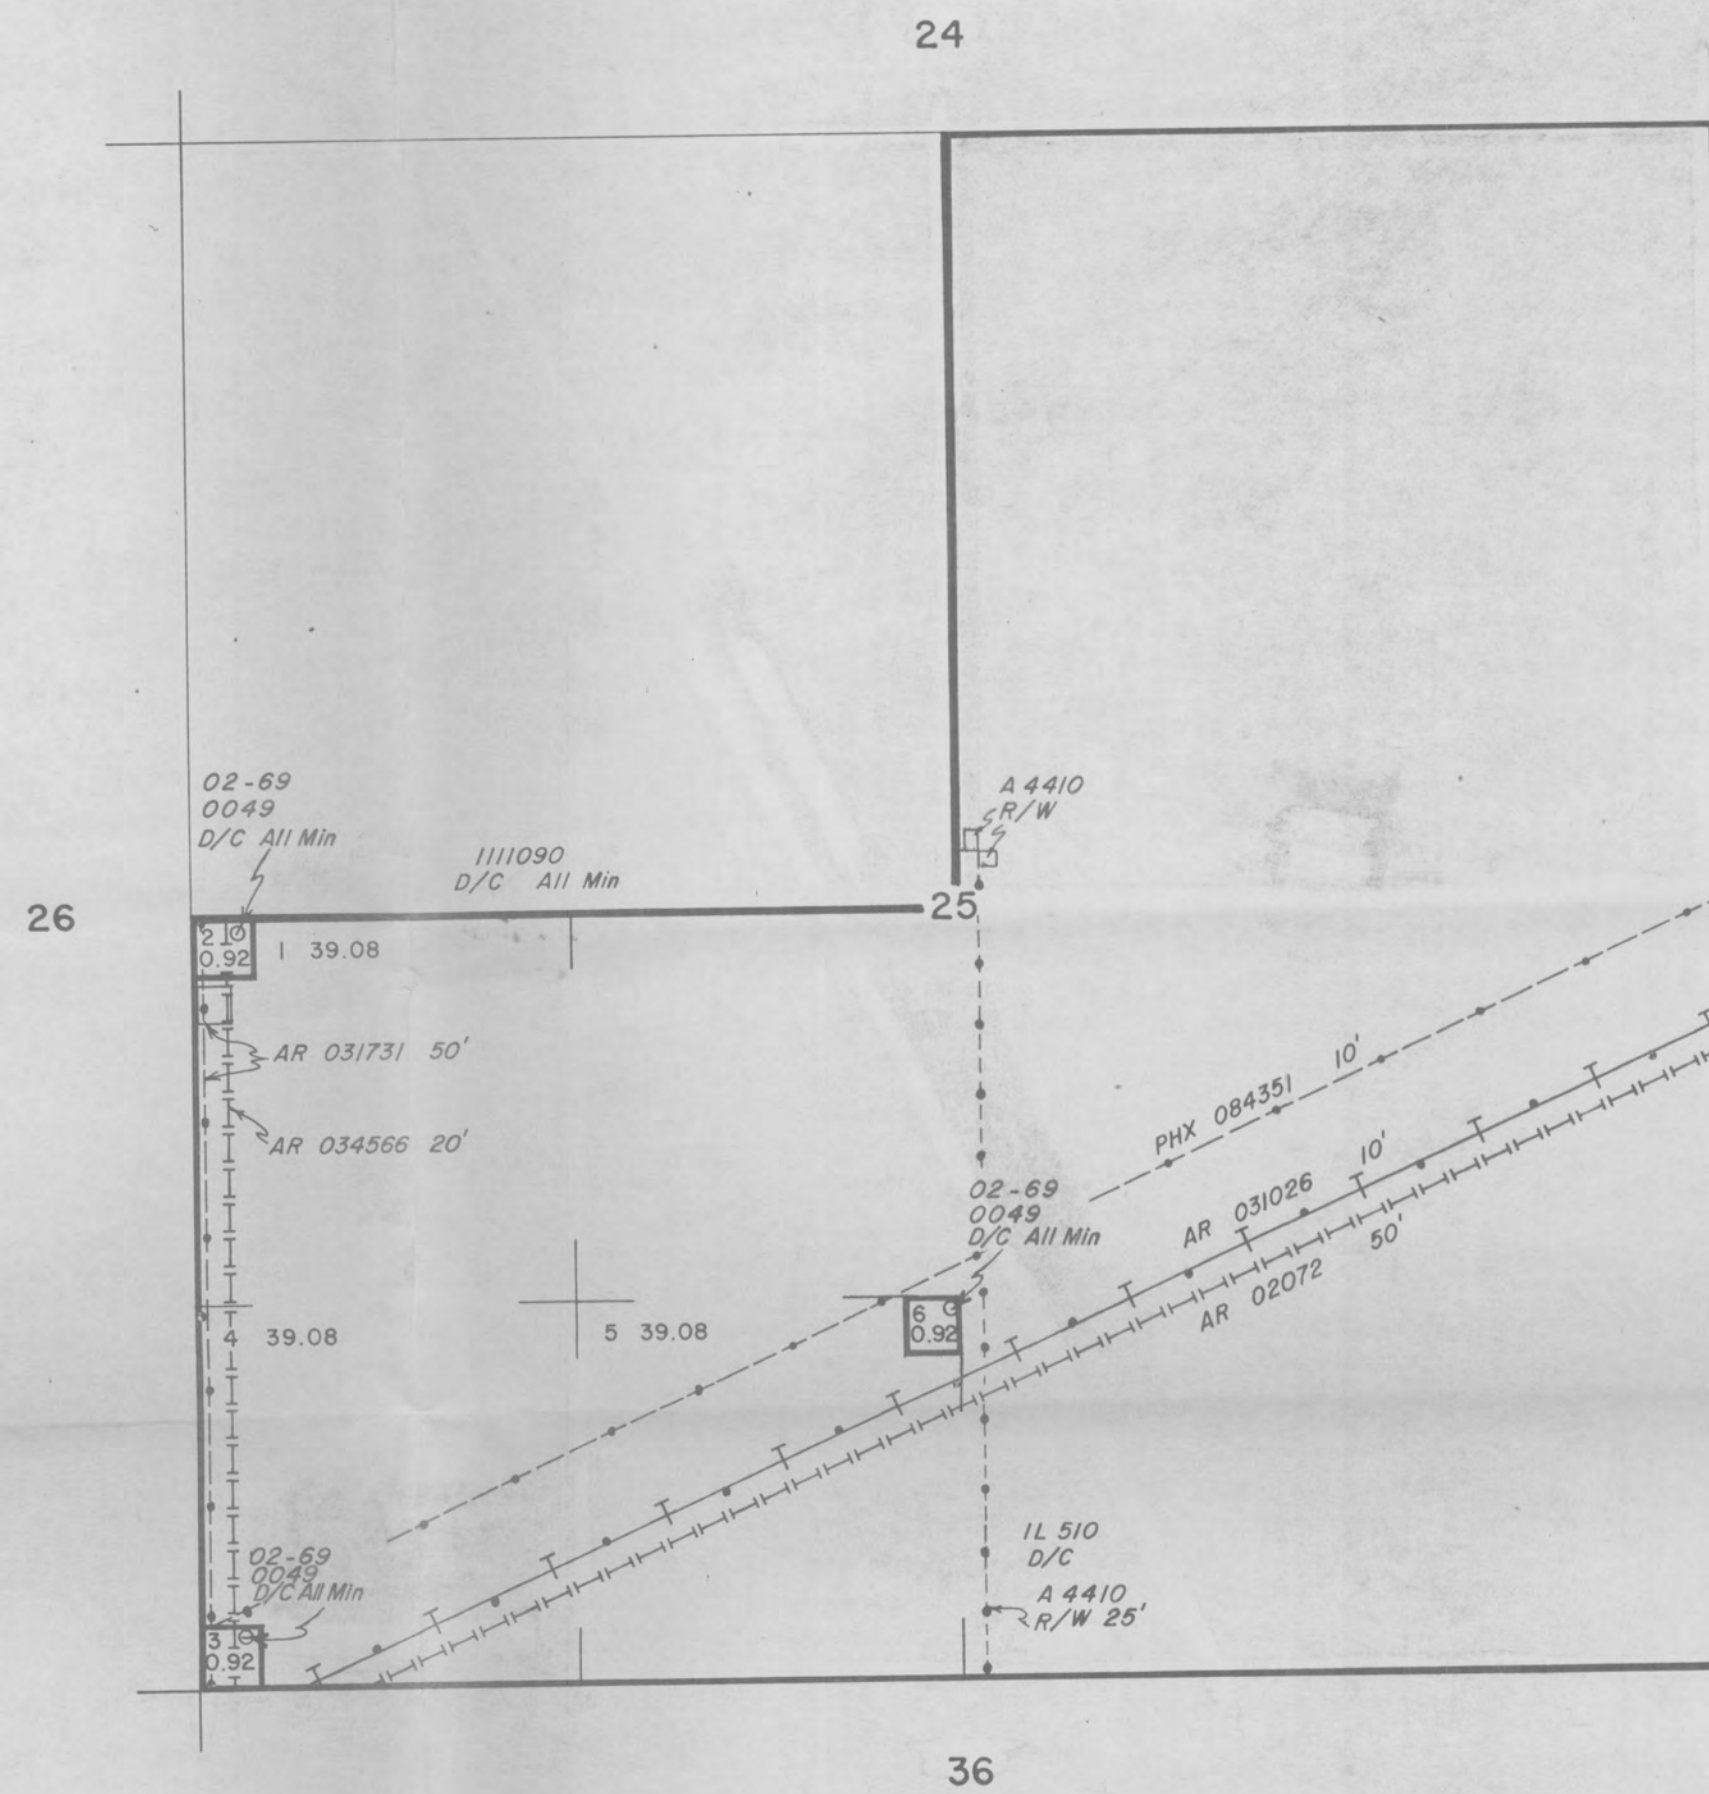 24
02-69
0049
D/C All Min
1111090
D/C All Min
A 4410
R/W
26
25
2
0.92
1 39.08
AR 031731 50'
AR 034566 20'
PHX 084351 10'
02-69
0049
D/C All Min
AR 031026 10'
AR 02072 50'
4 39.08
5 39.08
6
0.92
02-69
0049
D/C All Min
3
0.92
IL 510
D/C
A 4410
R/W 25'
36